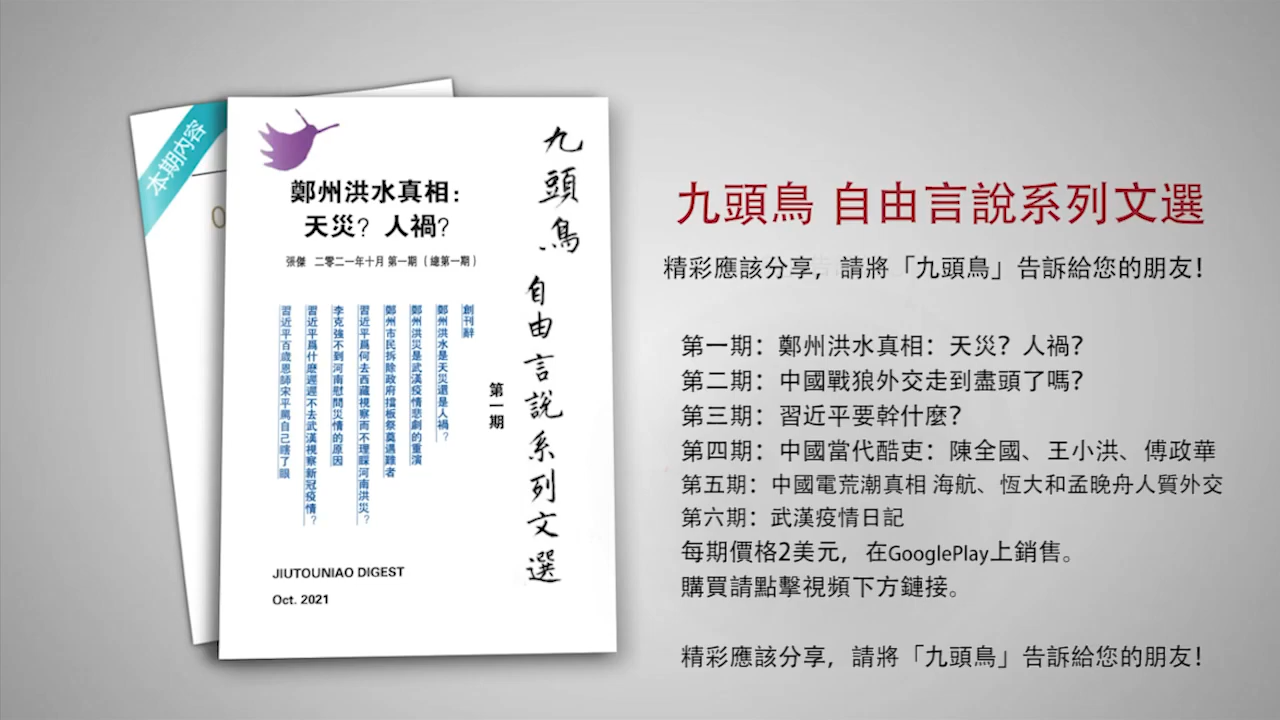 本期內容
鄭州洪水真相：
天災？人禍？
張傑 二零二一年十月 第一期（總第一期）
創刊辭
鄭州洪水是天災還是人禍？
鄭州洪災是武漢疫情悲劇的重演
鄭州市民拆除政府擋板祭奠遇難者
習近平爲何去西藏視察而不理睬河南洪災？
李克強不到河南慰問災情的原因
習近平爲什麽遲遲不去武漢視察新冠疫情？
習近平百歲恩師宋平罵自己瞎了眼
九頭鳥 自由言說系列文選
第一期
JIUTOUNIAO DIGEST
Oct. 2021
九頭鳥 自由言說系列文選
精彩應該分享，請將「九頭鳥」告訴給您的朋友！
第一期：鄭州洪水真相：天災？人禍？
第二期：中國戰狼外交走到盡頭了嗎？
第三期：習近平要幹什麼？
第四期：中國當代酷吏：陳全國、王小洪、傅政華
第五期：中國電荒潮真相 海航、恆大和孟晚舟人質外交
第六期：武漢疫情日記
每期價格2美元，在GooglePlay上銷售。
購買請點擊視頻下方鏈接。
精彩應該分享，請將「九頭鳥」告訴給您的朋友！